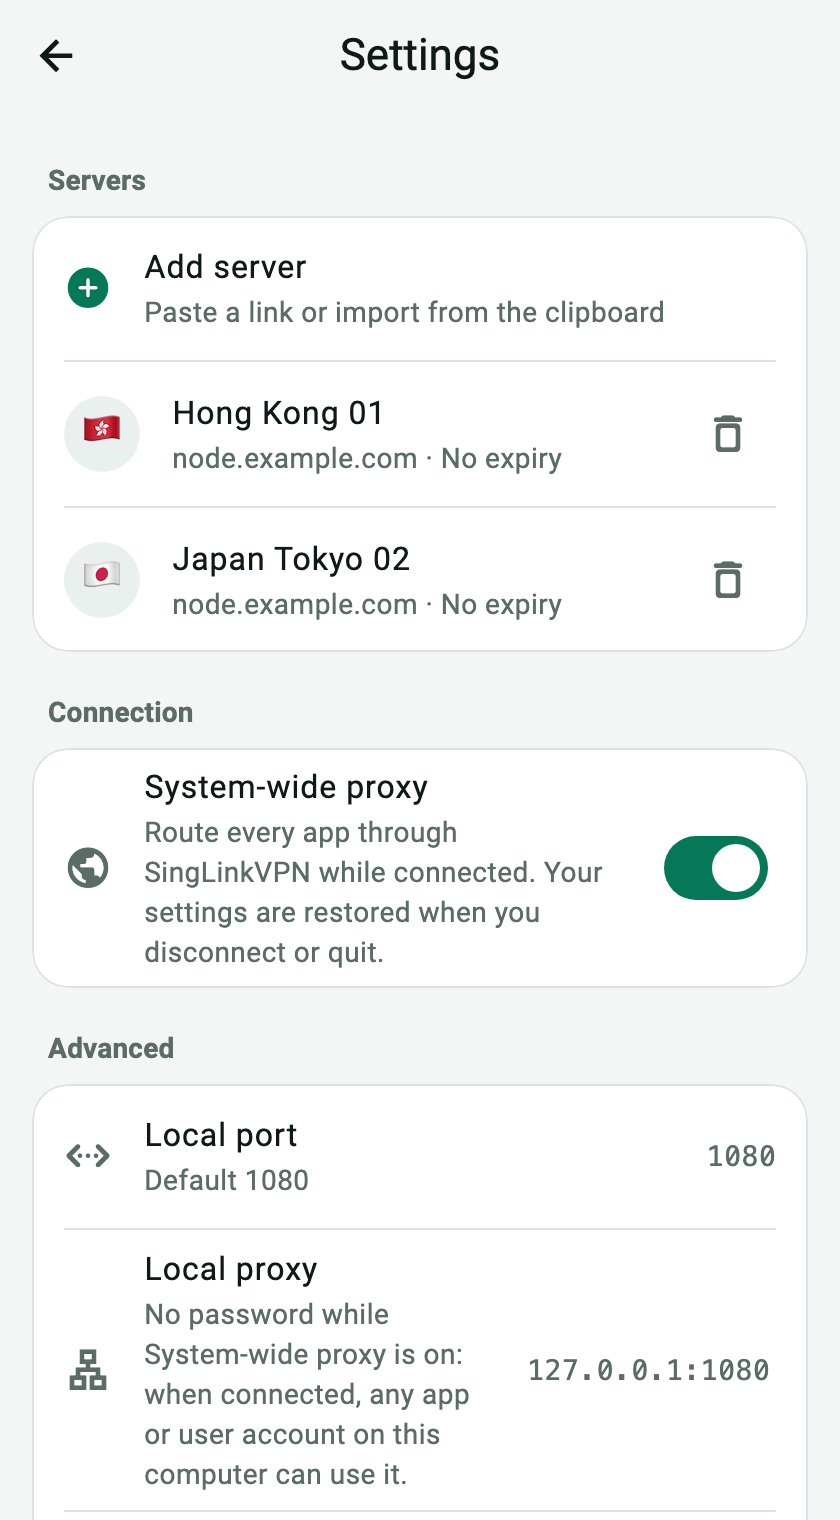 Settings
Servers
Add server
Paste a link or import from the clipboard
Hong Kong 01
node.example.com · No expiry
Japan Tokyo 02
node.example.com · No expiry
Connection
System-wide proxy
Route every app through
SingLinkVPN while connected. Your
settings are restored when you
disconnect or quit.
Advanced
Local port
Default 1080
1080
Local proxy
No password while
System-wide proxy is on:
when connected, any app
or user account on this
computer can use it.
127.0.0.1:1080